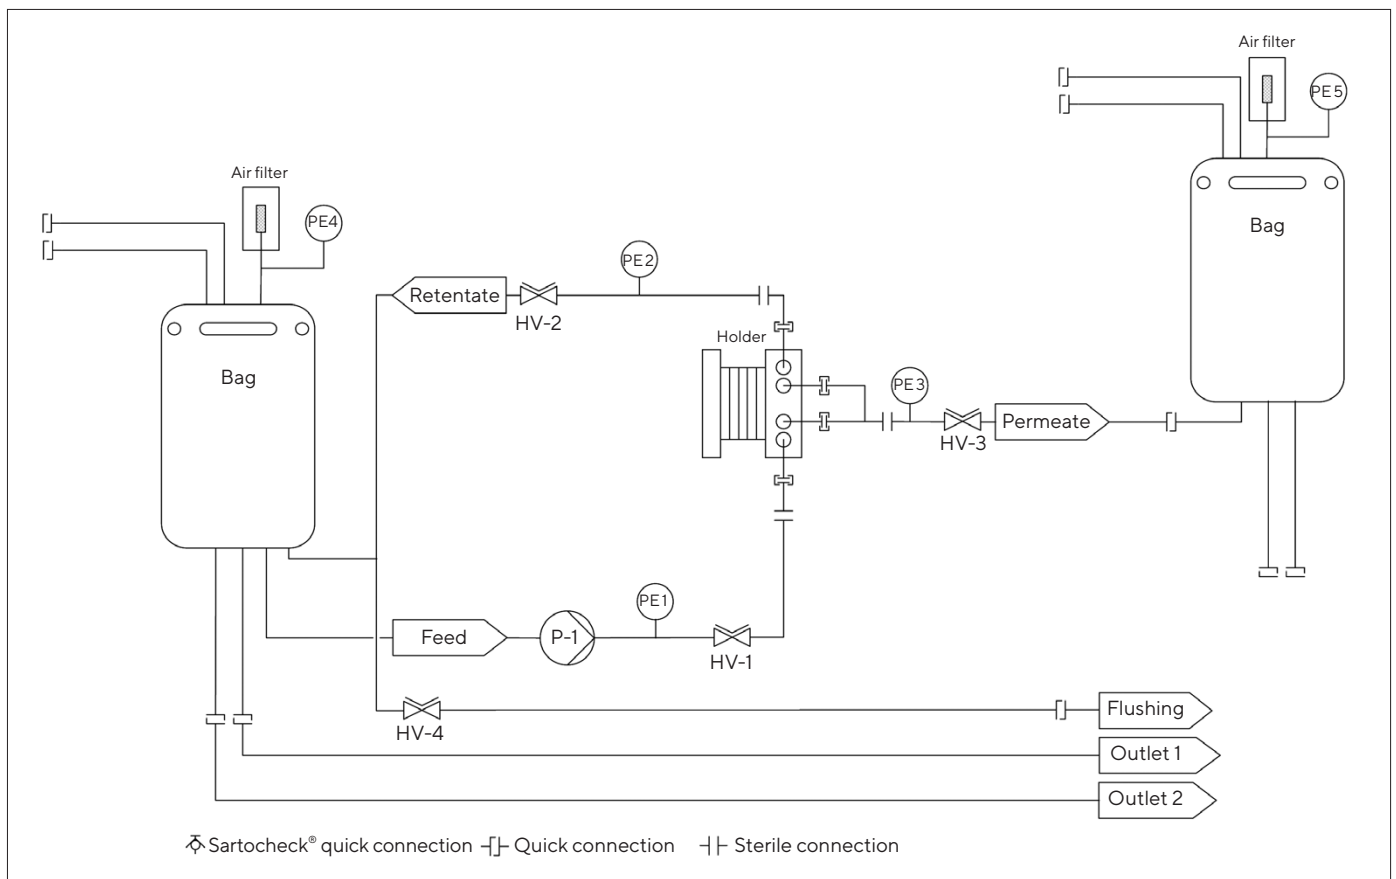 Air filter
PE5
Air filter
PE4
Bag
PE2
Retentate
HV-2
Holder
Bag
PE3
HV-3
Permeate
PE1
Feed
P-1
HV-1
HV-4
Flushing
Outlet 1
Outlet 2
Sartocheck® quick connection Quick connection Sterile connection